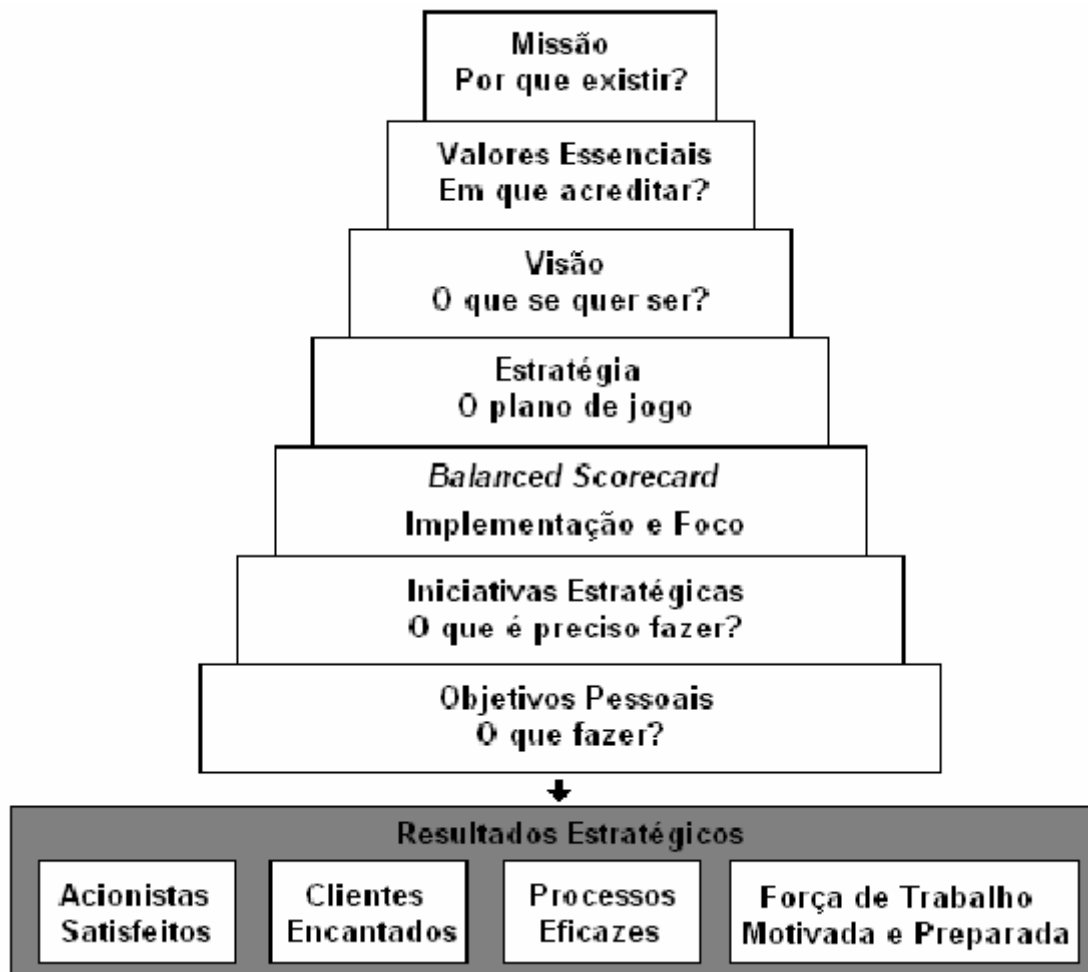 Missão
Por que existir?
Valores Essenciais
Em que acreditar?
Visão
O que se quer ser?
Estratégia
O plano de jogo
Balanced Scorecard
Implementação e Foco
Iniciativas Estratégicas
O que é preciso fazer?
Objetivos Pessoais
O que fazer?
Resultados Estratégicos
Acionistas
Satisfeitos
Clientes
Encantados
Processos
Eficazes
Força de Trabalho
Motivada e Preparada